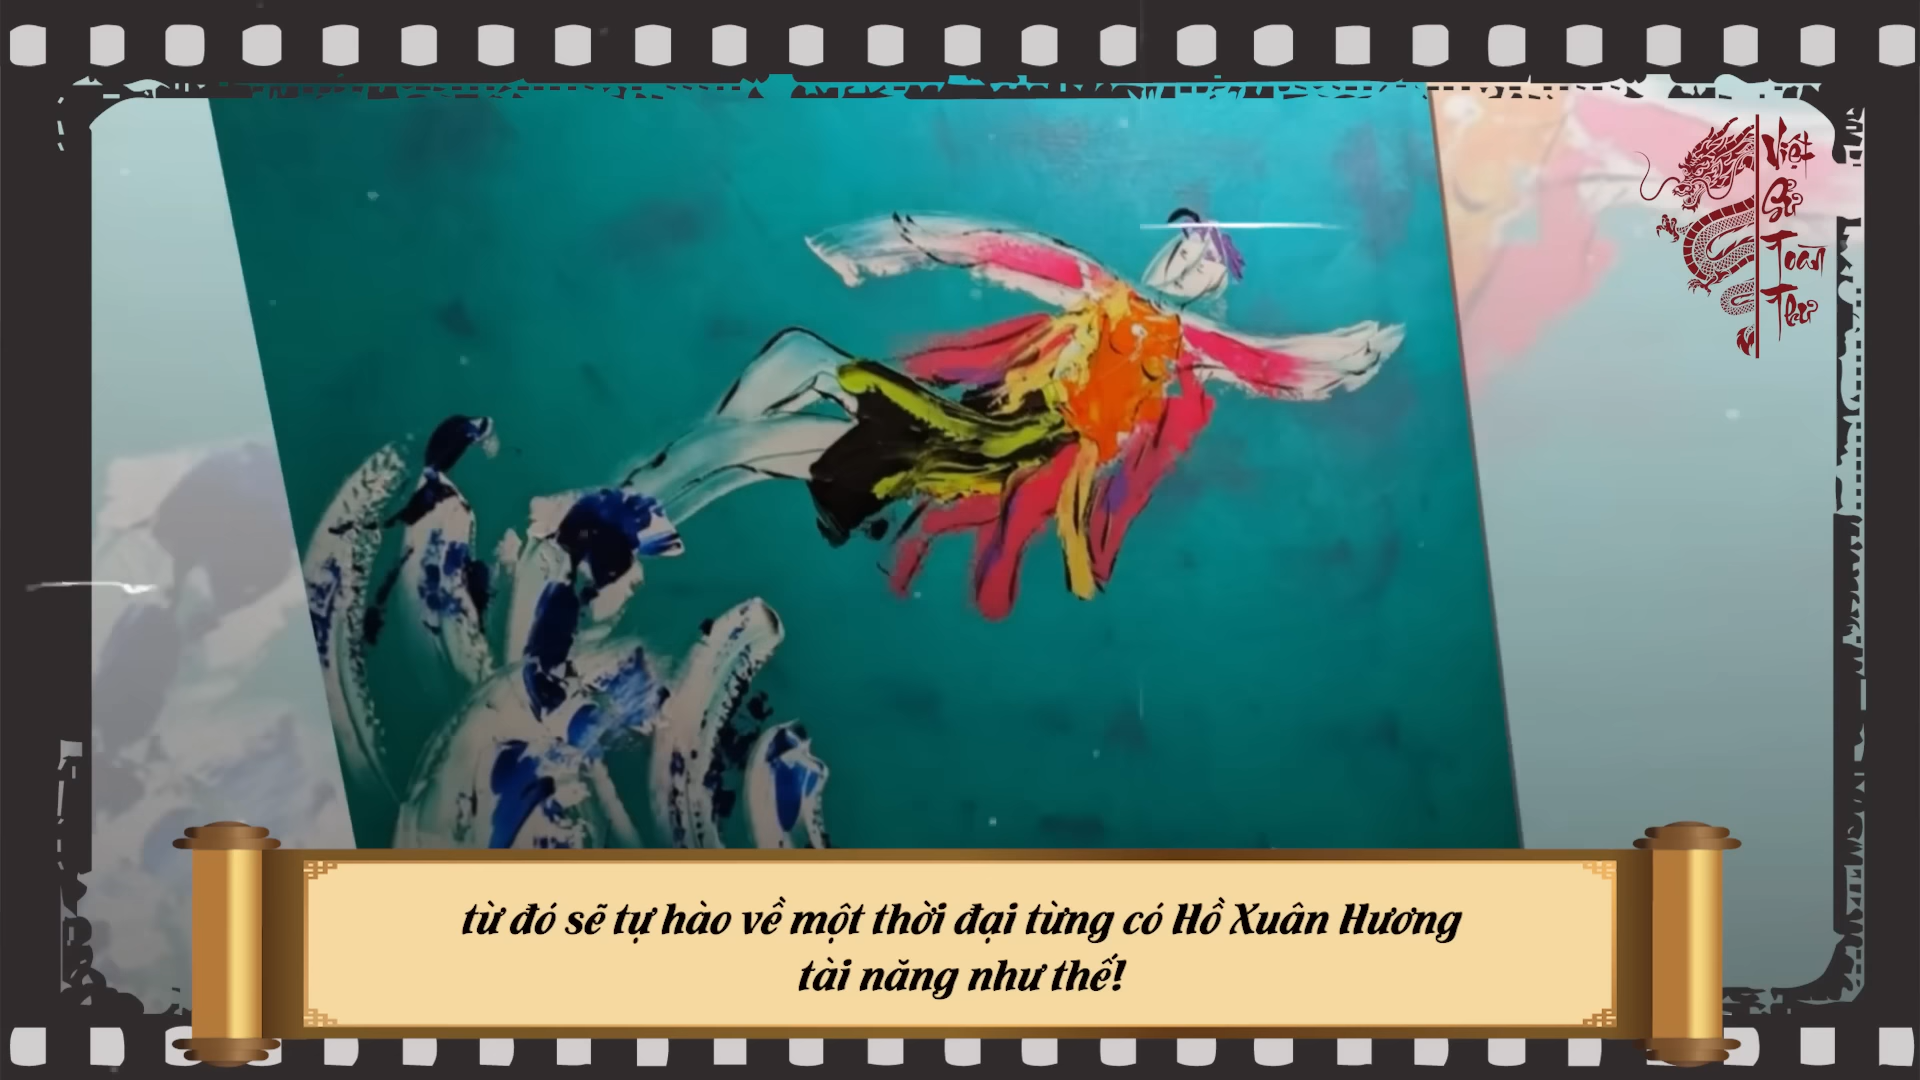 Việt
Sử
Toàn
Thư
từ đó sẽ tự hào về một thời đại từng có Hồ Xuân Hương
tài năng như thế!